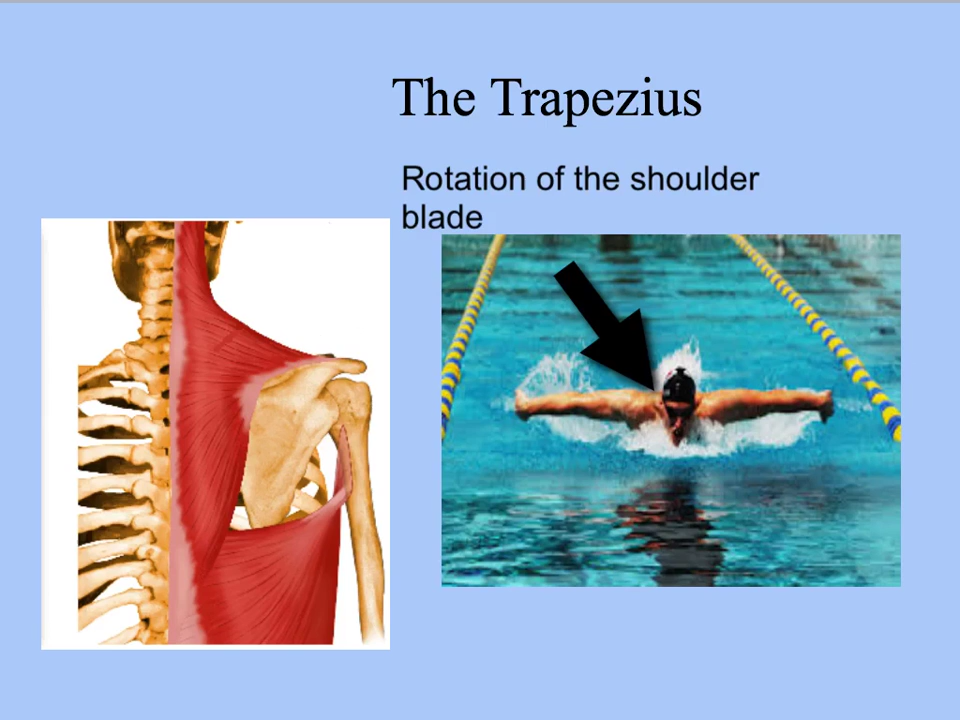 The Trapezius
Rotation of the shoulder
blade